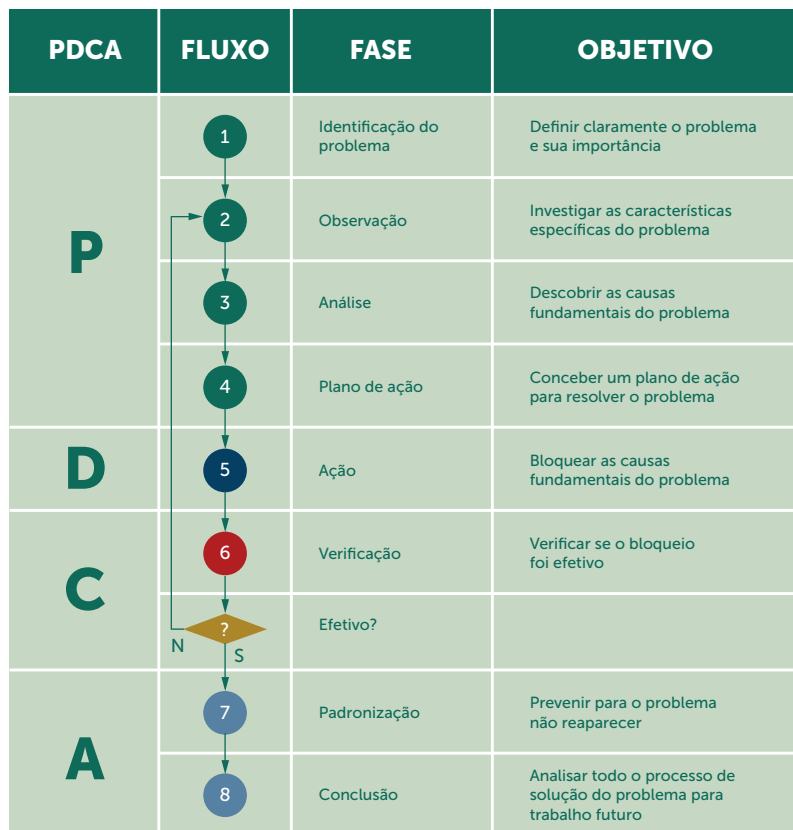 PDCA FLUXO FASE OBJETIVO
P
1
Identificação do
problema
Definir claramente o problema
e sua importância
2
Observação
Investigar as características
específicas do problema
3
Análise
Descobrir as causas
fundamentais do problema
4
Plano de ação
Conceber um plano de ação
para resolver o problema
D
5
Ação
Bloquear as causas
fundamentais do problema
C
6
Verificação
Verificar se o bloqueio
foi efetivo
?
N
S
Efetivo?
A
7
Padronização
Prevenir para o problema
não reaparecer
8
Conclusão
Analisar todo o processo de
solução do problema para
trabalho futuro